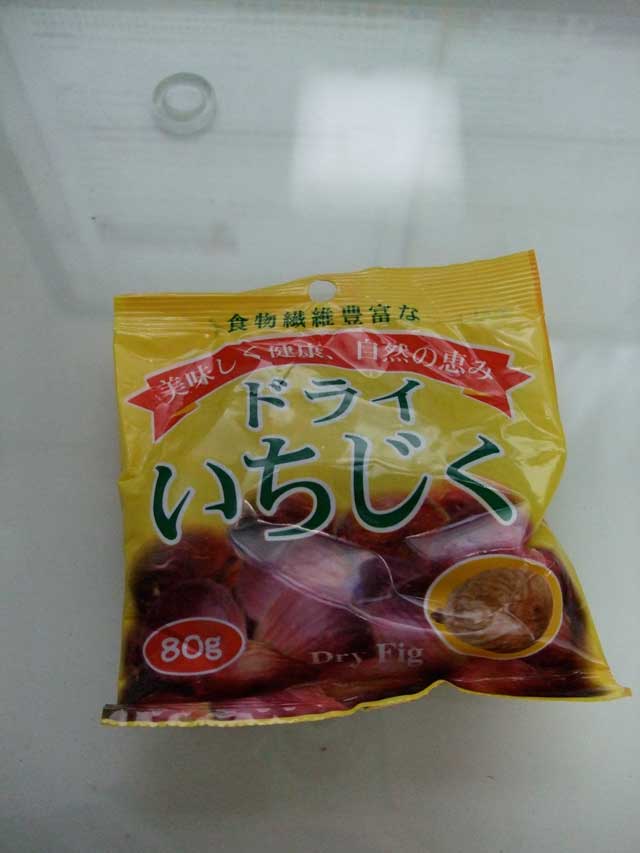 食物繊維豊富な
美味しく健康、自然の恵み
ドライ
いちじく
80g
Dry Fig